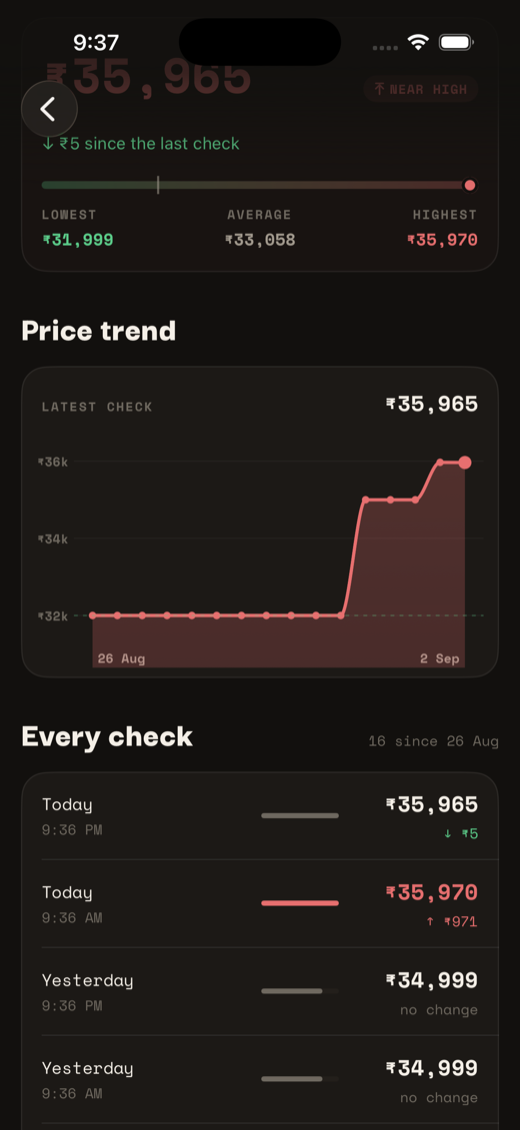 9:37
₹35,965
NEAR HIGH
↓ ₹5 since the last check
LOWEST AVERAGE HIGHEST
₹31,999 ₹33,058 ₹35,970
Price trend
LATEST CHECK ₹35,965
₹36k
₹34k
₹32k
26 Aug 2 Sep
Every check 16 since 26 Aug
Today ₹35,965
9:36 PM ↓ ₹5
Today ₹35,970
9:36 AM ↑ ₹971
Yesterday ₹34,999
9:36 PM no change
Yesterday ₹34,999
9:36 AM no change